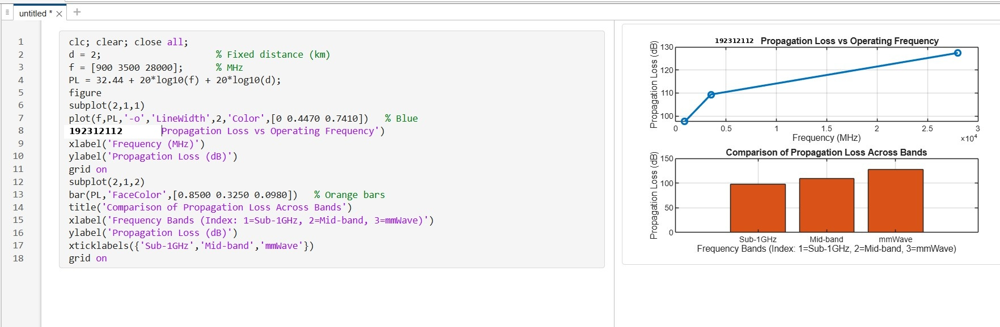 untitled *
1 clc; clear; close all;
2 d = 2; % Fixed distance (km)
3 f = [900 3500 28000]; % MHz
4 PL = 32.44 + 20*log10(f) + 20*log10(d);
5 figure
6 subplot(2,1,1)
7 plot(f,PL,'-o','LineWidth',2,'Color',[0 0.4470 0.7410]) % Blue
8 192312112 Propagation Loss vs Operating Frequency')
9 xlabel('Frequency (MHz)')
10 ylabel('Propagation Loss (dB)')
11 grid on
12 subplot(2,1,2)
13 bar(PL,'FaceColor',[0.8500 0.3250 0.0980]) % Orange bars
14 title('Comparison of Propagation Loss Across Bands')
15 xlabel('Frequency Bands (Index: 1=Sub-1GHz, 2=Mid-band, 3=mmWave)')
16 ylabel('Propagation Loss (dB)')
17 xticklabels({'Sub-1GHz','Mid-band','mmWave'})
18 grid on
192312112 Propagation Loss vs Operating Frequency
Propagation Loss (dB)
130
120
110
100
0 0.5 1 1.5 2 2.5 3
Frequency (MHz) ×10⁴
Comparison of Propagation Loss Across Bands
Propagation Loss (dB)
150
100
50
0
Sub-1GHz Mid-band mmWave
Frequency Bands (Index: 1=Sub-1GHz, 2=Mid-band, 3=mmWave)